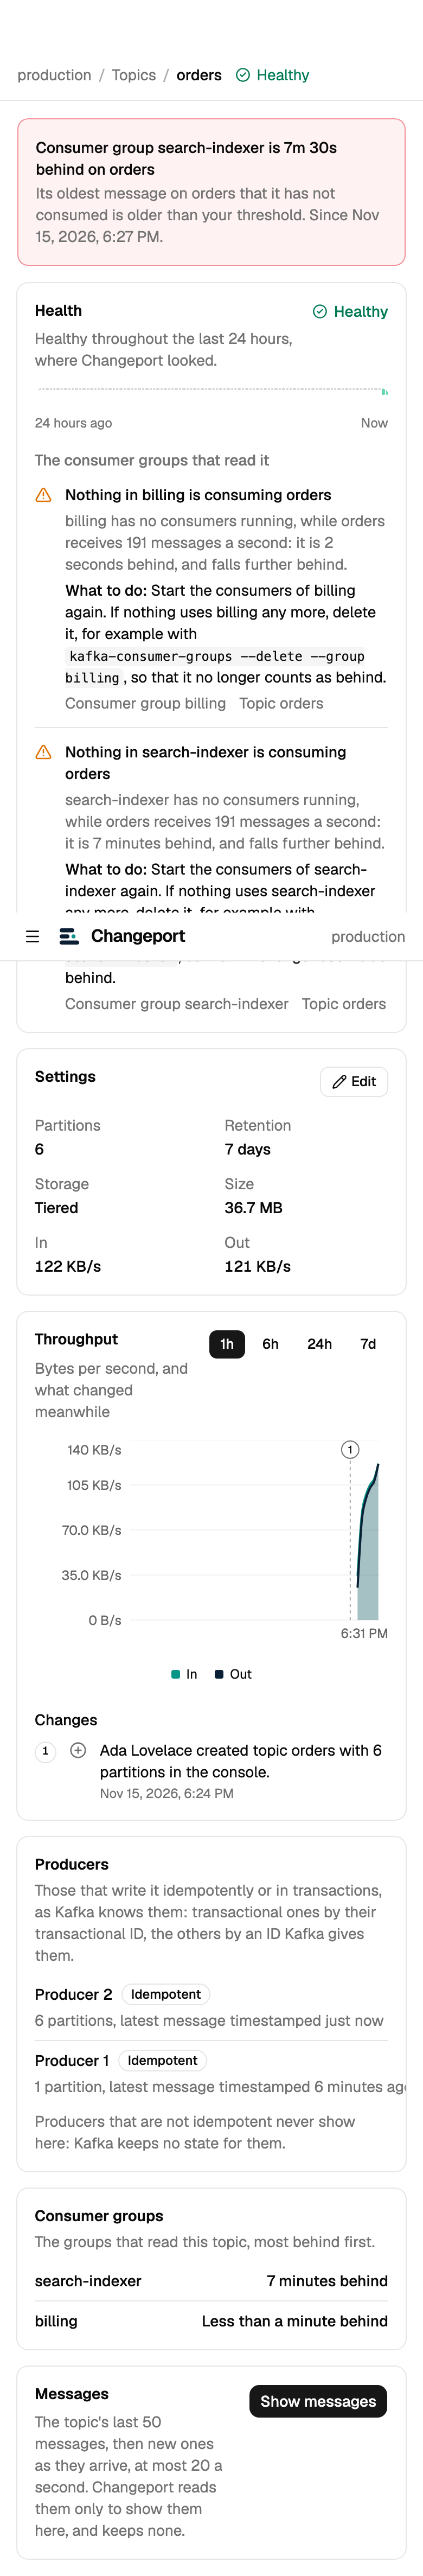 production / Topics / orders Healthy
Consumer group search-indexer is 7m 30s
behind on orders
Its oldest message on orders that it has not
consumed is older than your threshold. Since Nov
15, 2026, 6:27 PM.
Health
Healthy
Healthy throughout the last 24 hours,
where Changeport looked.
24 hours ago
Now
The consumer groups that read it
Nothing in billing is consuming orders
billing has no consumers running, while orders
receives 191 messages a second: it is 2
seconds behind, and falls further behind.
What to do: Start the consumers of billing
again. If nothing uses billing any more, delete
it, for example with
kafka-consumer-groups --delete --group
billing, so that it no longer counts as behind.
Consumer group billing Topic orders
Nothing in search-indexer is consuming
orders
search-indexer has no consumers running,
while orders receives 191 messages a second:
it is 7 minutes behind, and falls further behind.
What to do: Start the consumers of search-
indexer again. If nothing uses search-indexer
any more, delete it, for example with
Changeport
production
behind.
Consumer group search-indexer Topic orders
Settings
Edit
Partitions
Retention
6
7 days
Storage
Size
Tiered
36.7 MB
In
Out
122 KB/s
121 KB/s
Throughput
1h 6h 24h 7d
Bytes per second, and
what changed
meanwhile
1
140 KB/s
105 KB/s
70.0 KB/s
35.0 KB/s
0 B/s
6:31 PM
In Out
Changes
1
Ada Lovelace created topic orders with 6
partitions in the console.
Nov 15, 2026, 6:24 PM
Producers
Those that write it idempotently or in transactions,
as Kafka knows them: transactional ones by their
transactional ID, the others by an ID Kafka gives
them.
Producer 2 Idempotent
6 partitions, latest message timestamped just now
Producer 1 Idempotent
1 partition, latest message timestamped 6 minutes ago
Producers that are not idempotent never show
here: Kafka keeps no state for them.
Consumer groups
The groups that read this topic, most behind first.
search-indexer
7 minutes behind
billing
Less than a minute behind
Messages
Show messages
The topic's last 50
messages, then new ones
as they arrive, at most 20 a
second. Changeport reads
them only to show them
here, and keeps none.